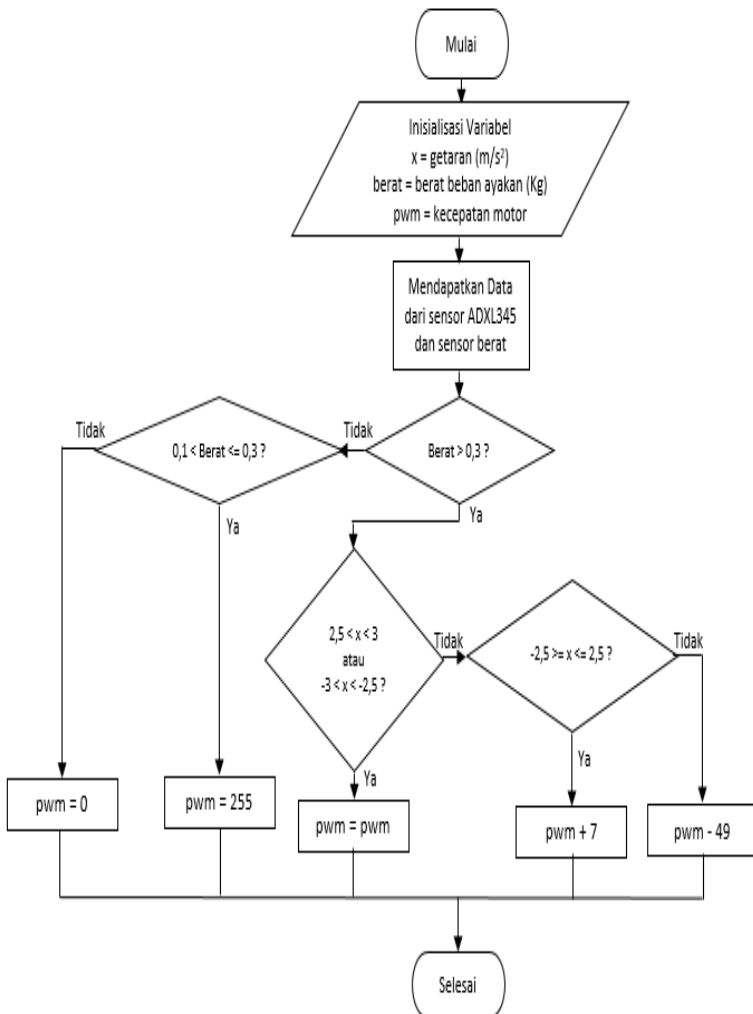 Mulai
Inisialisasi Variabel
x = getaran (m/s²)
berat = berat beban ayakan (Kg)
pwm = kecepatan motor
Mendapatkan Data
dari sensor ADXL345
dan sensor berat
Tidak
0,1 < Berat <= 0,3 ?
Tidak
Berat > 0,3 ?
Ya
Ya
2,5 < x < 3
atau
-3 < x < -2,5 ?
Tidak
-2,5 >= x <= 2,5 ?
Tidak
Ya
Ya
pwm = 0
pwm = 255
pwm = pwm
pwm + 7
pwm - 49
Selesai